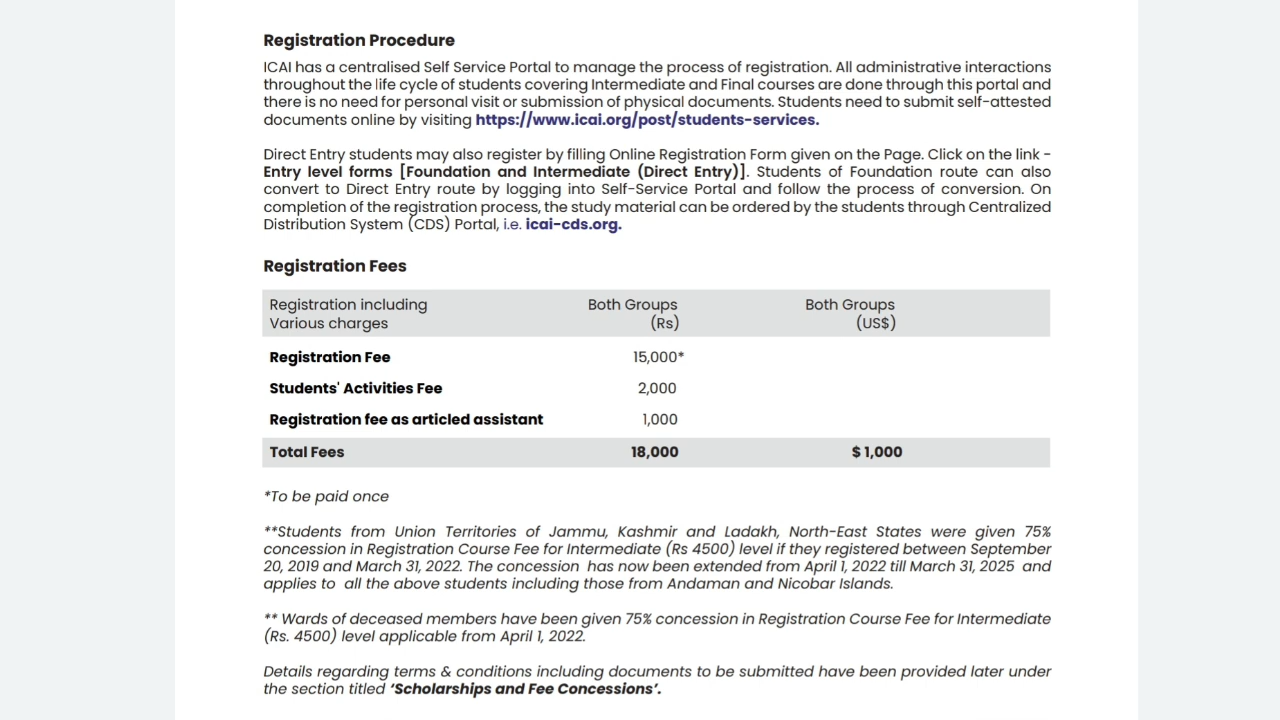 Registration Procedure
ICAI has a centralised Self Service Portal to manage the process of registration. All administrative interactions
throughout the life cycle of students covering Intermediate and Final courses are done through this portal and
there is no need for personal visit or submission of physical documents. Students need to submit self-attested
documents online by visiting https://www.icai.org/post/students-services.
Direct Entry students may also register by filling Online Registration Form given on the Page. Click on the link -
Entry level forms [Foundation and Intermediate (Direct Entry)]. Students of Foundation route can also
convert to Direct Entry route by logging into Self-Service Portal and follow the process of conversion. On
completion of the registration process, the study material can be ordered by the students through Centralized
Distribution System (CDS) Portal, i.e. icai-cds.org.
Registration Fees
Registration including Both Groups Both Groups
Various charges (Rs) (US$)
Registration Fee 15,000*
Students' Activities Fee 2,000
Registration fee as articled assistant 1,000
Total Fees 18,000 $ 1,000
*To be paid once
**Students from Union Territories of Jammu, Kashmir and Ladakh, North-East States were given 75%
concession in Registration Course Fee for Intermediate (Rs 4500) level if they registered between September
20, 2019 and March 31, 2022. The concession has now been extended from April 1, 2022 till March 31, 2025 and
applies to all the above students including those from Andaman and Nicobar Islands.
** Wards of deceased members have been given 75% concession in Registration Course Fee for Intermediate
(Rs. 4500) level applicable from April 1, 2022.
Details regarding terms & conditions including documents to be submitted have been provided later under
the section titled ‘Scholarships and Fee Concessions’.